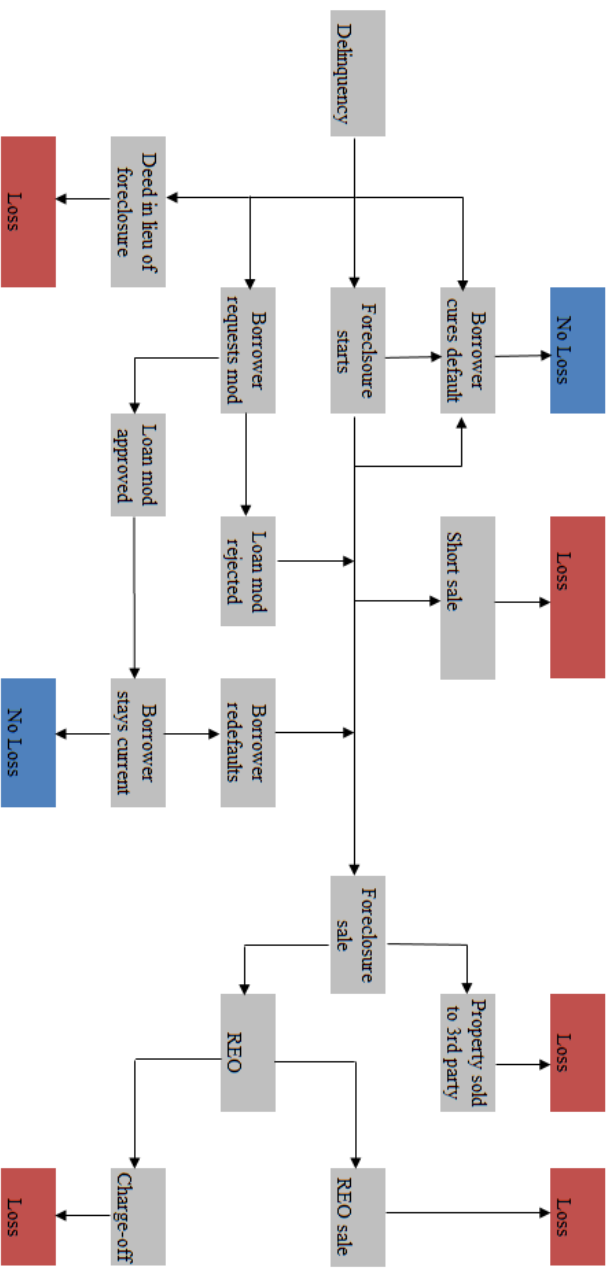 No Loss
Loss
Loss
Loss
Borrower
cures default
Short sale
Property sold
to 3rd party
Delinquency
Foreclsoure
starts
Foreclosure
sale
REO sale
Borrower
requests mod
Loan mod
rejected
Borrower
redefaults
REO
Deed in lieu of
foreclosure
Loan mod
approved
Borrower
stays current
Charge-off
Loss
No Loss
Loss